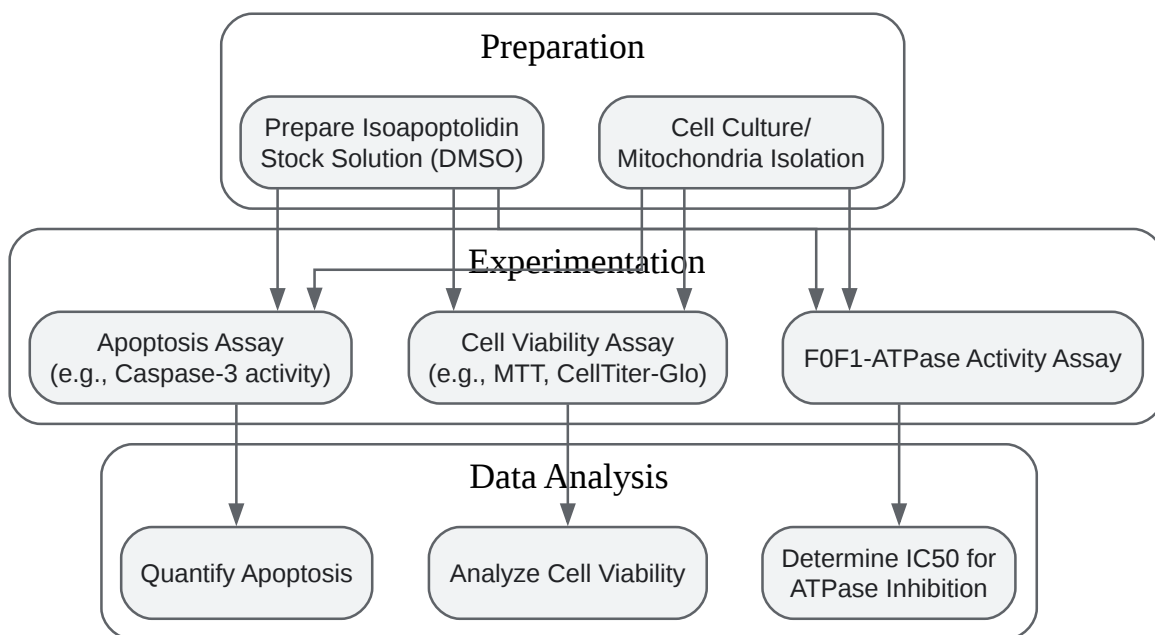 Preparation
Prepare Isoapoptolidin
Stock Solution (DMSO)
Cell Culture/
Mitochondria Isolation
Experimentation
Apoptosis Assay
(e.g., Caspase-3 activity)
Cell Viability Assay
(e.g., MTT, CellTiter-Glo)
F0F1-ATPase Activity Assay
Data Analysis
Quantify Apoptosis
Analyze Cell Viability
Determine IC50 for
ATPase Inhibition